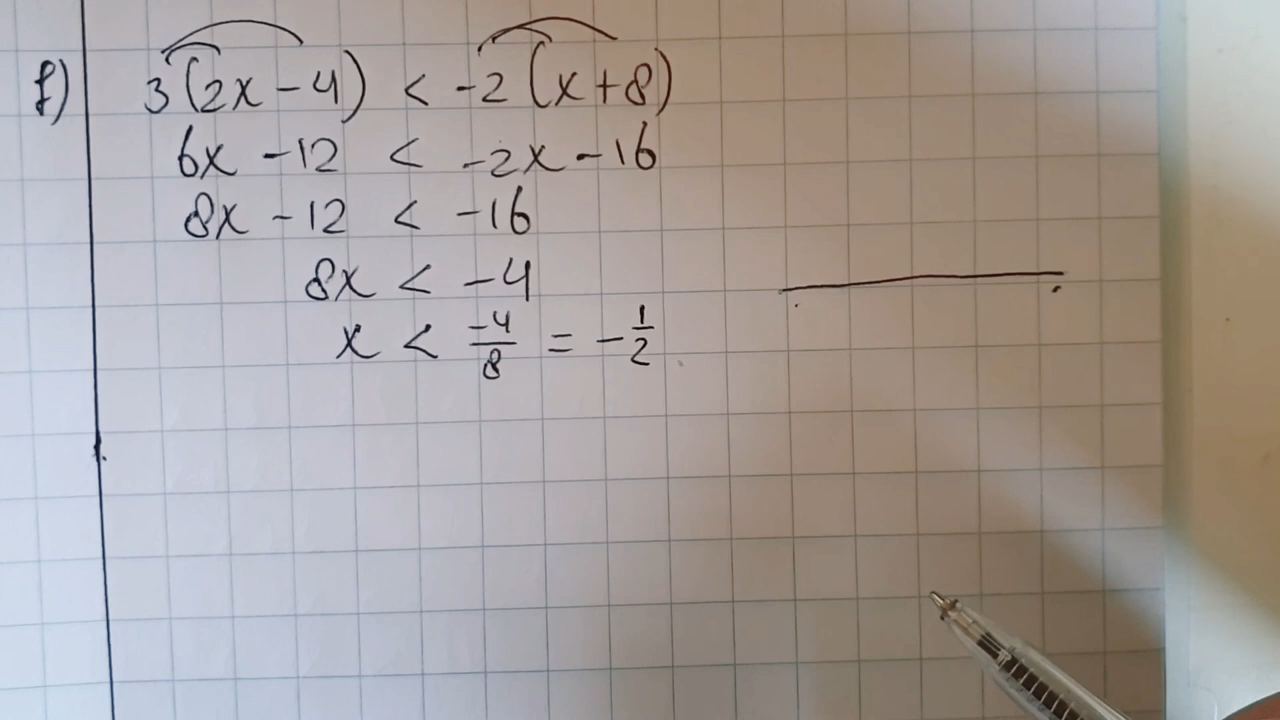 f) 3(2x-4) < -2(x+8)
6x -12 < -2x -16
8x -12 < -16
8x < -4
x < -4/8 = -1/2